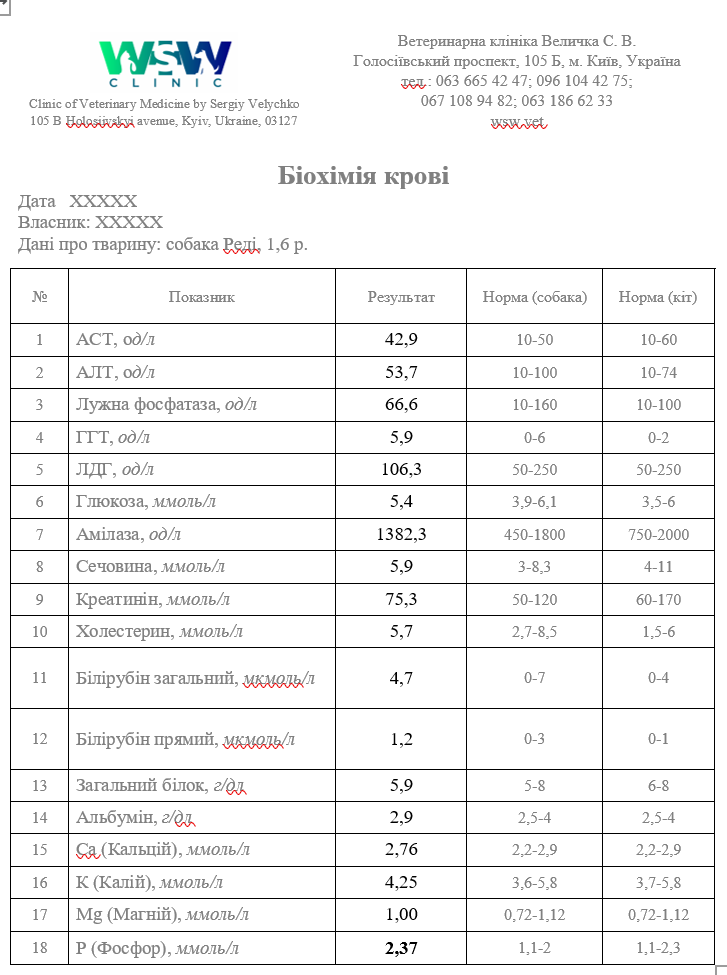 WSW
CLINIC
Clinic of Veterinary Medicine by Sergiy Velychko
105 B Holosiivskyi avenue, Kyiv, Ukraine, 03127
Ветеринарна клініка Величка С. В.
Голосіївський проспект, 105 Б, м. Київ, Україна
тел.: 063 665 42 47; 096 104 42 75;
067 108 94 82; 063 186 62 33
wsw.vet.
Біохімія крові
Дата XXXXX
Власник: XXXXX
Дані про тварину: собака Реді, 1,6 р.
№ Показник Результат Норма (собака) Норма (кіт)
1 АСТ, од/л 42,9 10-50 10-60
2 АЛТ, од/л 53,7 10-100 10-74
3 Лужна фосфатаза, од/л 66,6 10-160 10-100
4 ГГТ, од/л 5,9 0-6 0-2
5 ЛДГ, од/л 106,3 50-250 50-250
6 Глюкоза, ммоль/л 5,4 3,9-6,1 3,5-6
7 Амілаза, од/л 1382,3 450-1800 750-2000
8 Сечовина, ммоль/л 5,9 3-8,3 4-11
9 Креатинін, ммоль/л 75,3 50-120 60-170
10 Холестерин, ммоль/л 5,7 2,7-8,5 1,5-6
11 Білірубін загальний, мкмоль/л 4,7 0-7 0-4
12 Білірубін прямий, мкмоль/л 1,2 0-3 0-1
13 Загальний білок, г/дл 5,9 5-8 6-8
14 Альбумін, г/дл 2,9 2,5-4 2,5-4
15 Ca (Кальцій), ммоль/л 2,76 2,2-2,9 2,2-2,9
16 К (Калій), ммоль/л 4,25 3,6-5,8 3,7-5,8
17 Mg (Магній), ммоль/л 1,00 0,72-1,12 0,72-1,12
18 Р (Фосфор), ммоль/л 2,37 1,1-2 1,1-2,3